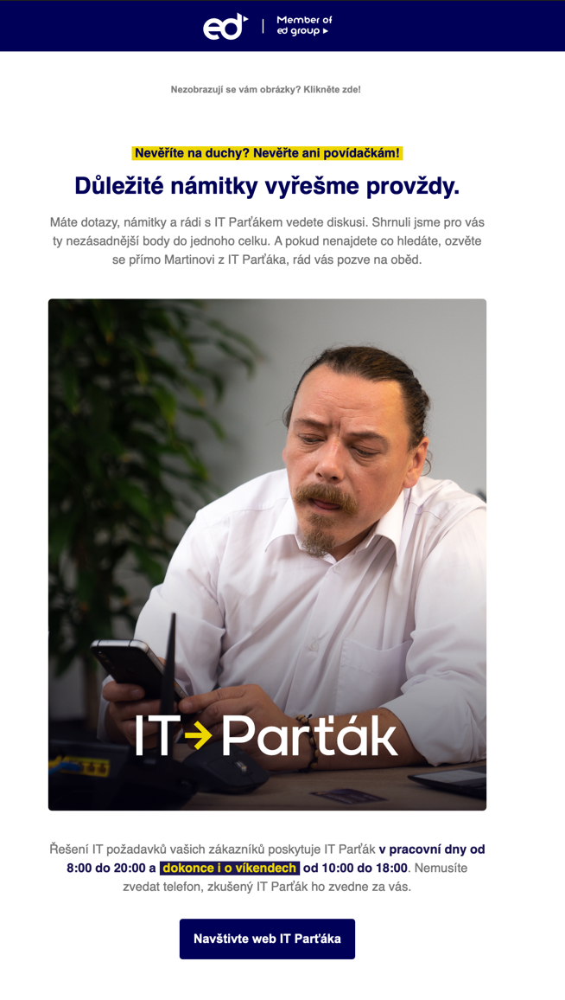 ed
Member of
ed group
Nezobrazují se vám obrázky? Klikněte zde!
Nevěříte na duchy? Nevěřte ani povídačkám!
Důležité námitky vyřešme provždy.
Máte dotazy, námitky a rádi s IT Parťákem vedete diskusi. Shrnuli jsme pro vás
ty nezásadnější body do jednoho celku. A pokud nenajdete co hledáte, ozvěte
se přímo Martinovi z IT Parťáka, rád vás pozve na oběd.
IT→Parťák
Řešení IT požadavků vašich zákazníků poskytuje IT Parťák v pracovní dny od
8:00 do 20:00 a dokonce i o víkendech od 10:00 do 18:00. Nemusíte
zvedat telefon, zkušený IT Parťák ho zvedne za vás.
Navštivte web IT Parťáka